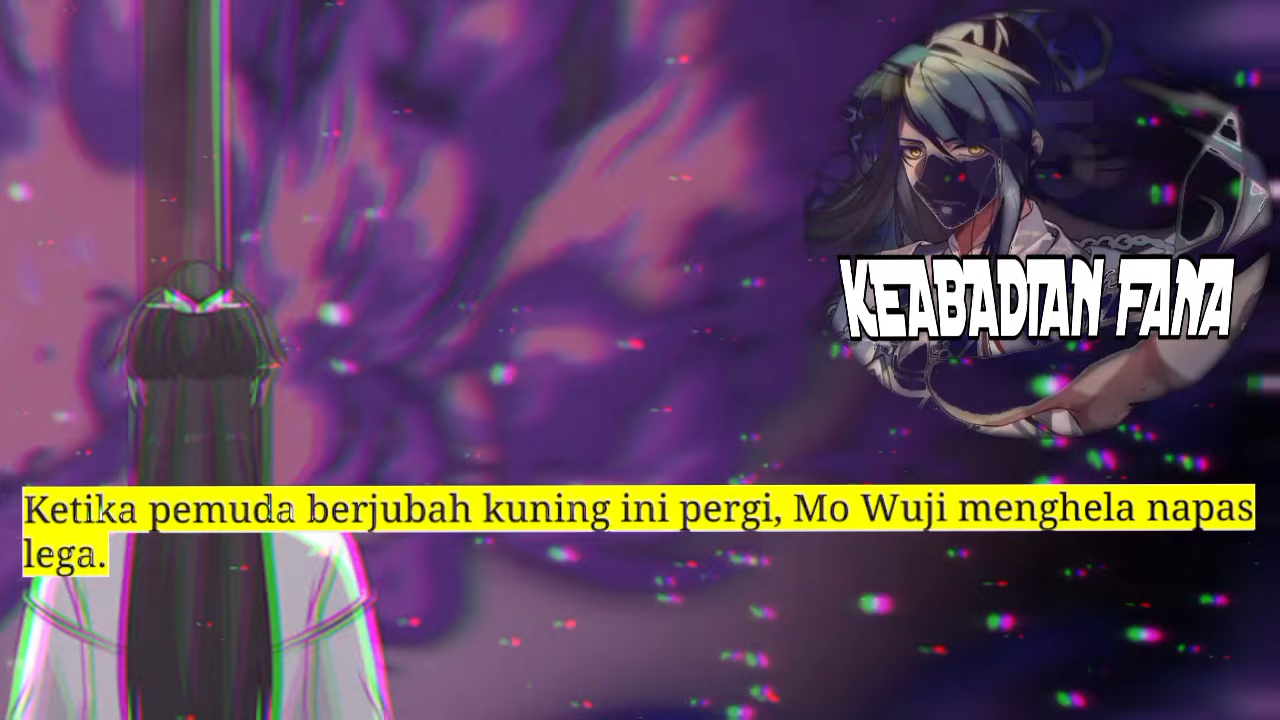 KEABADIAN FANA
Ketika pemuda berjubah kuning ini pergi, Mo Wuji menghela napas
lega.